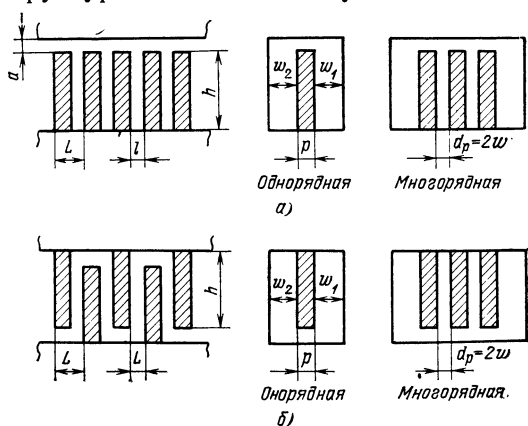 a h w₂ w₁
L l p dₚ=2w
Однорядная Многорядная
а)
h w₂ w₁
L L p dₚ=2w
Онорядная Многорядная.
б)